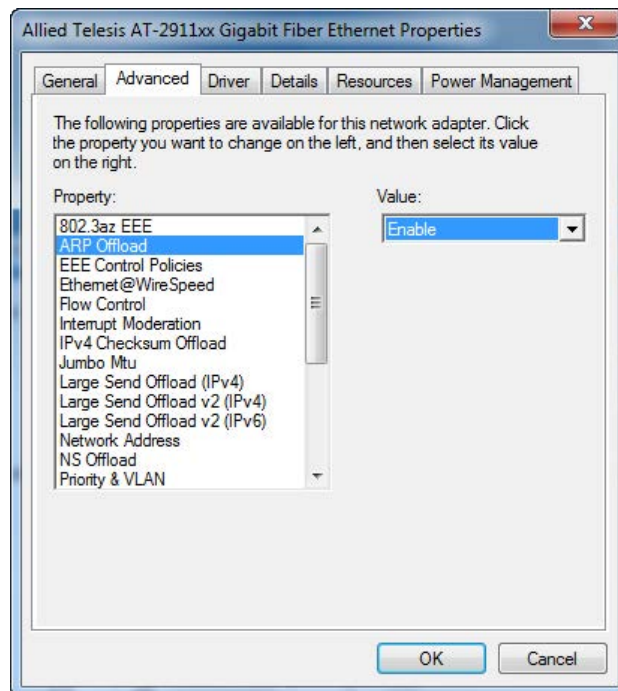 Allied Telesis AT-2911xx Gigabit Fiber Ethernet Properties
General Advanced Driver Details Resources Power Management
The following properties are available for this network adapter. Click
the property you want to change on the left, and then select its value
on the right.
Property:
Value:
802.3az EEE
ARP Offload
EEE Control Policies
Ethernet@WireSpeed
Flow Control
Interrupt Moderation
IPv4 Checksum Offload
Jumbo Mtu
Large Send Offload (IPv4)
Large Send Offload v2 (IPv4)
Large Send Offload v2 (IPv6)
Network Address
NS Offload
Priority & VLAN
Enable
OK
Cancel